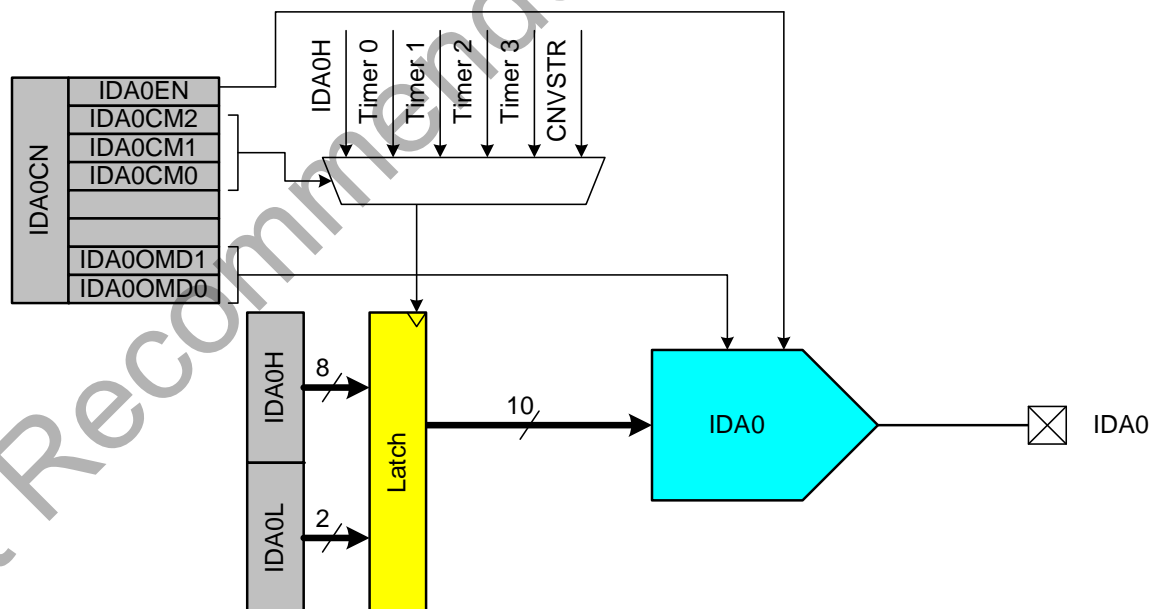 IDA0CN
IDA0EN
IDA0CM2
IDA0CM1
IDA0CM0
IDA0OMD1
IDA0OMD0
IDA0H
Timer 0
Timer 1
Timer 2
Timer 3
CNVSTR
IDA0H
IDA0L
8
2
Latch
10
IDA0
IDA0
Recommend